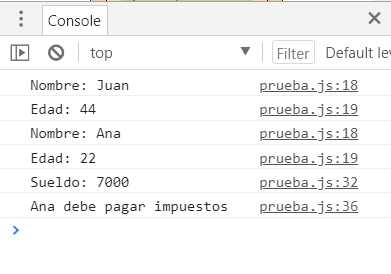 Console
top Filter Default lev
Nombre: Juan prueba.js:18
Edad: 44 prueba.js:19
Nombre: Ana prueba.js:18
Edad: 22 prueba.js:19
Sueldo: 7000 prueba.js:32
Ana debe pagar impuestos prueba.js:36